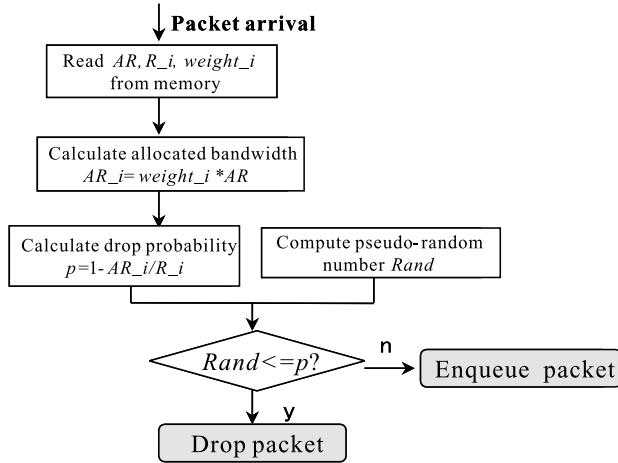 Packet arrival
Read AR, R_i, weight_i
from memory
Calculate allocated bandwidth
AR_i= weight_i *AR
Calculate drop probability
p=1- AR_i/R_i
Compute pseudo-random
number Rand
Rand<=p?
n
Enqueue packet
y
Drop packet